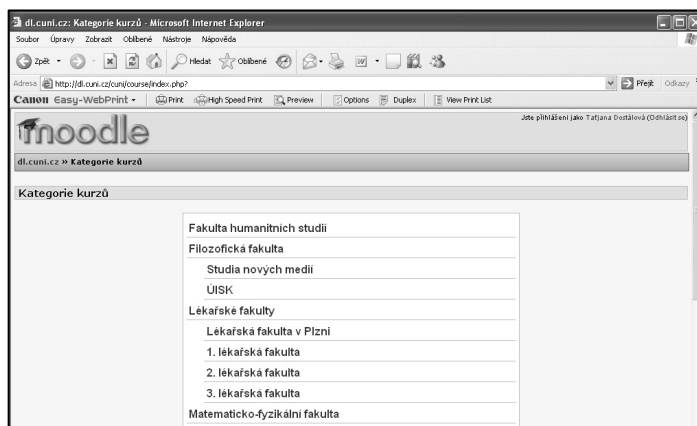 dl.cuni.cz: Kategorie kurzů - Microsoft Internet Explorer
Soubor Úpravy Zobrazit Oblíbené Nástroje Nápověda
Zpět Hledat Oblíbené
Adresa http://dl.cuni.cz/cuni/course/index.php? Přejít Odkazy
Canon Easy-WebPrint Print High Speed Print Preview Options Duplex View Print List
moodle
Jste přihlášeni jako Taťjana Dostálová (Odhlásit se)
dl.cuni.cz » Kategorie kurzů
Kategorie kurzů
Fakulta humanitních studií
Filozofická fakulta
Studia nových medií
ÚISK
Lékařské fakulty
Lékařská fakulta v Plzni
1. lékařská fakulta
2. lékařská fakulta
3. lékařská fakulta
Matematicko-fyzikální fakulta